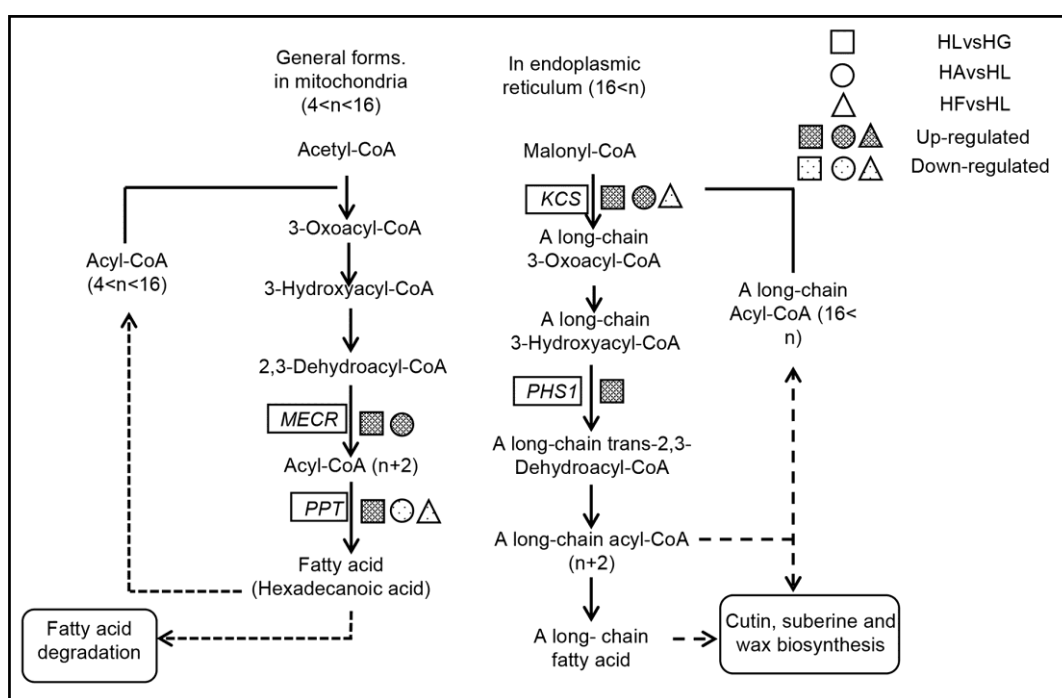 General forms.
in mitochondria
(4<n<16)
Acetyl-CoA
3-Oxoacyl-CoA
Acyl-CoA
(4<n<16)
3-Hydroxyacyl-CoA
2,3-Dehydroacyl-CoA
MECR
Acyl-CoA (n+2)
PPT
Fatty acid
(Hexadecanoic acid)
Fatty acid
degradation
In endoplasmic
reticulum (16<n)
Malonyl-CoA
KCS
A long-chain
3-Oxoacyl-CoA
A long-chain
3-Hydroxyacyl-CoA
PHS1
A long-chain trans-2,3-
Dehydroacyl-CoA
A long-chain acyl-CoA
(n+2)
A long- chain
fatty acid
A long-chain
Acyl-CoA (16<
n)
Cutin, suberine and
wax biosynthesis
HLvsHG
HAvsHL
HFvsHL
Up-regulated
Down-regulated